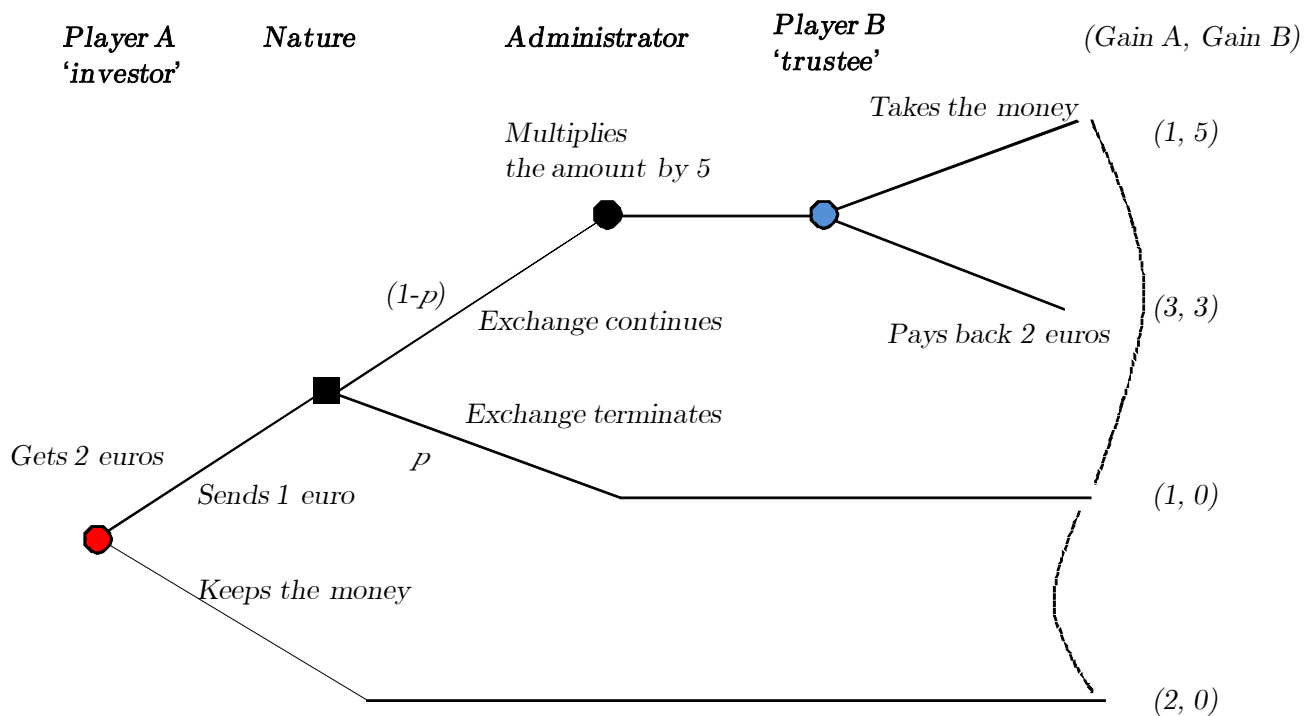 Player A
'investor'
Nature
Administrator
Player B
'trustee'
(Gain A, Gain B)
Takes the money
(1, 5)
Multiplies
the amount by 5
(1-p)
Exchange continues
(3, 3)
Pays back 2 euros
Exchange terminates
Gets 2 euros
p
Sends 1 euro
(1, 0)
Keeps the money
(2, 0)